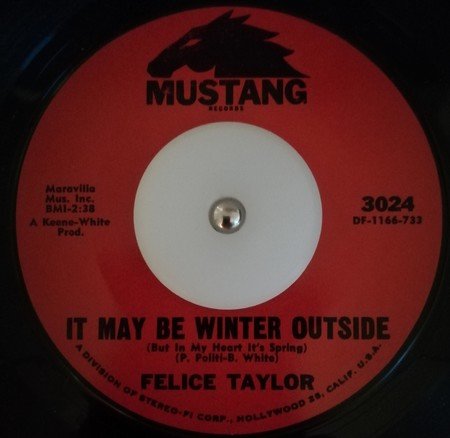 MUSTANG
RECORDS
Maravilla
Mus. Inc.
BMI-2:38
A Keene-White
Prod.
3024
DF-1166-733
IT MAY BE WINTER OUTSIDE
(But In My Heart It's Spring)
(P. Politi-B. White)
FELICE TAYLOR
A DIVISION OF STEREO-FI CORP., HOLLYWOOD 28, CALIF. U.S.A.